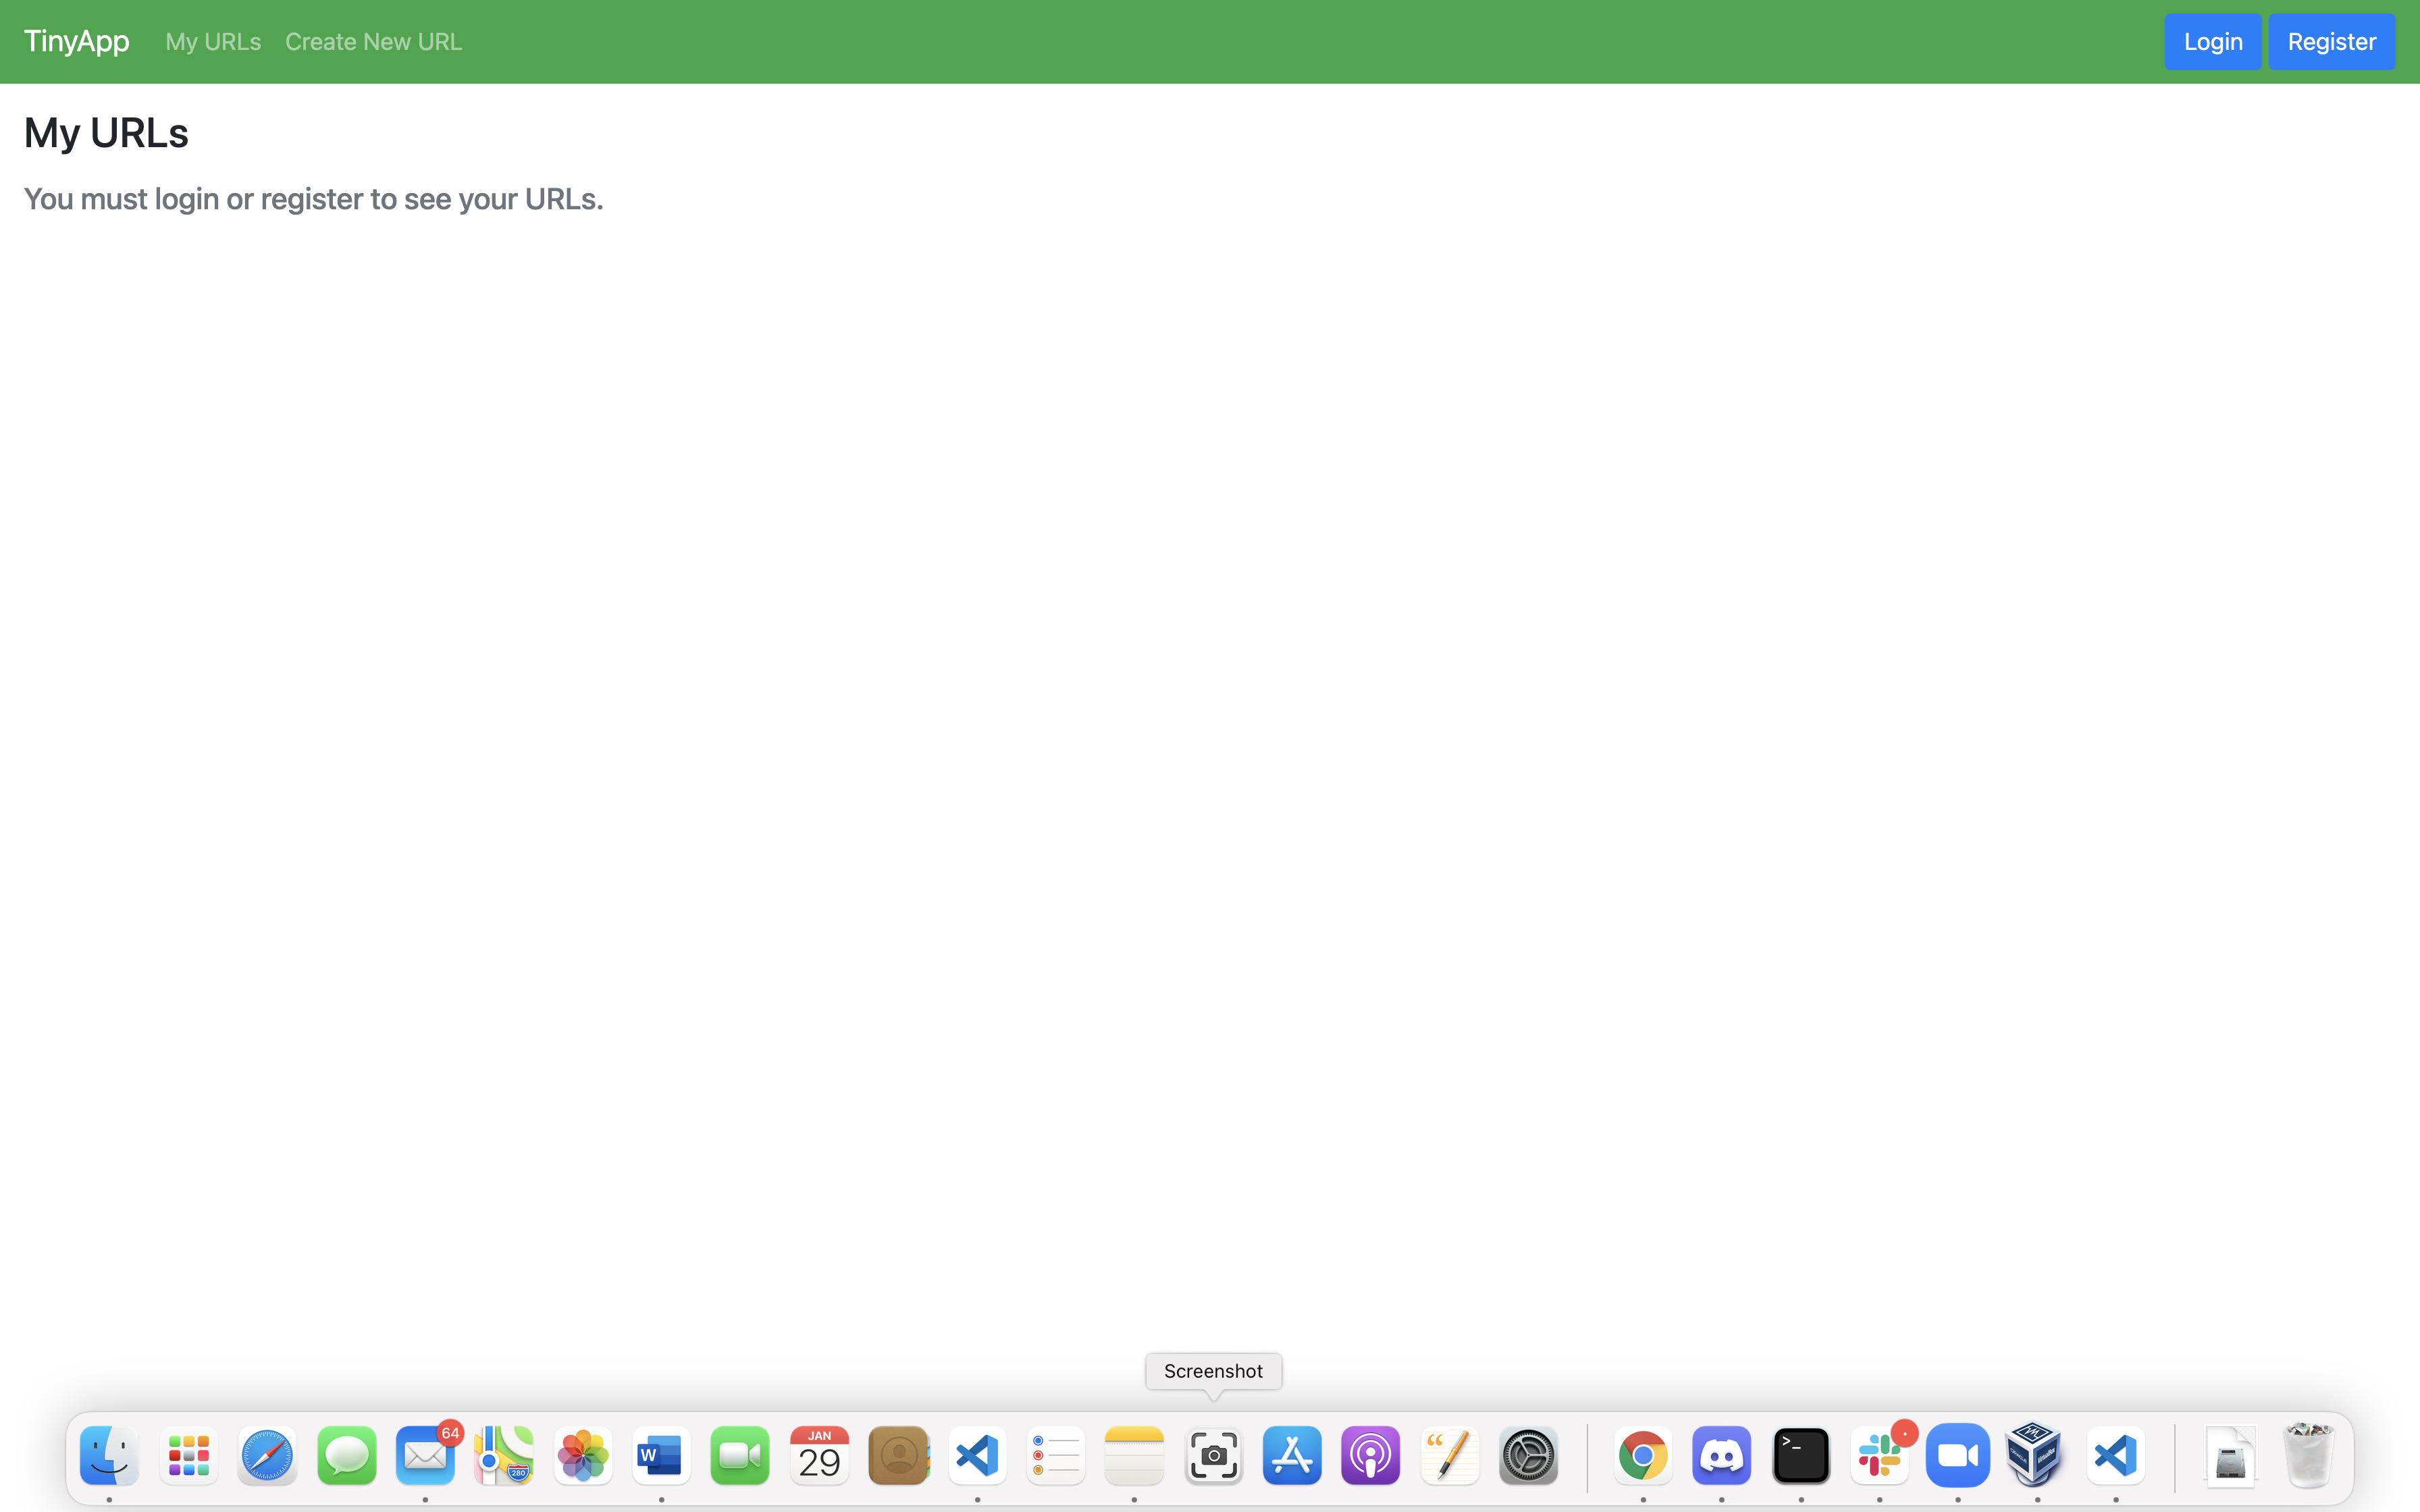 TinyApp My URLs Create New URL Login Register
My URLs
You must login or register to see your URLs.
Screenshot
64
280
W
JAN
29
>_